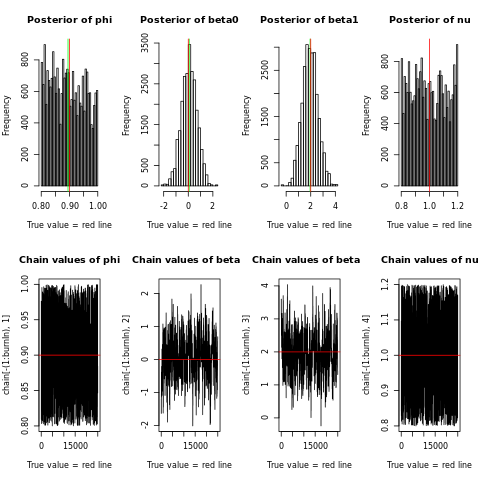 Posterior of phi
Posterior of beta0
Posterior of beta1
Posterior of nu
Frequency
0 200 400 600 800
0.80 0.90 1.00
True value = red line
Frequency
0 500 1500 2500 3500
-2 0 2
True value = red line
Frequency
0 500 1500 2500
0 2 4
True value = red line
Frequency
0 200 400 600 800
0.8 1.0 1.2
True value = red line
Chain values of phi
Chain values of beta
Chain values of beta
Chain values of nu
chain[-(1:burnIn), 1]
0.80 0.85 0.90 0.95 1.00
0 15000
True value = red line
chain[-(1:burnIn), 2]
-2 -1 0 1 2
0 15000
True value = red line
chain[-(1:burnIn), 3]
0 1 2 3 4
0 15000
True value = red line
chain[-(1:burnIn), 4]
0.8 0.9 1.0 1.1 1.2
0 15000
True value = red line